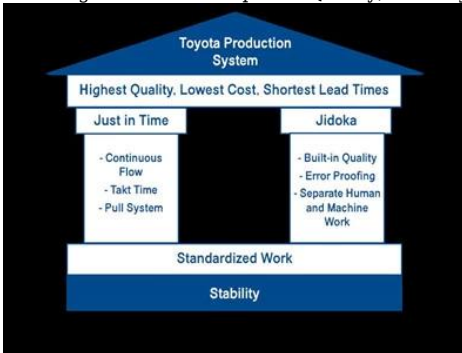 Toyota Production
System
Highest Quality, Lowest Cost, Shortest Lead Times
Just in Time
- Continuous
Flow
- Takt Time
- Pull System
Jidoka
- Built-in Quality
- Error Proofing
- Separate Human
and Machine
Work
Standardized Work
Stability